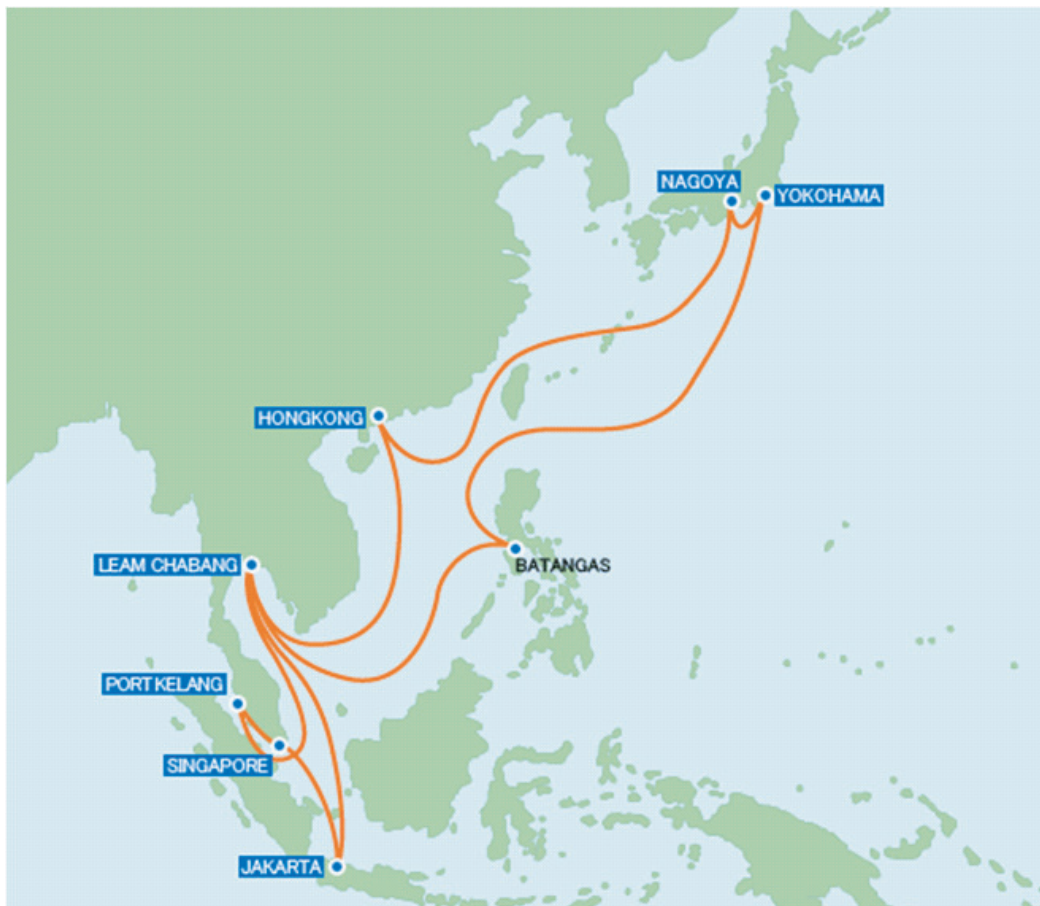 NAGOYA
YOKOHAMA
HONGKONG
LEAM CHABANG
BATANGAS
PORT KELANG
SINGAPORE
JAKARTA